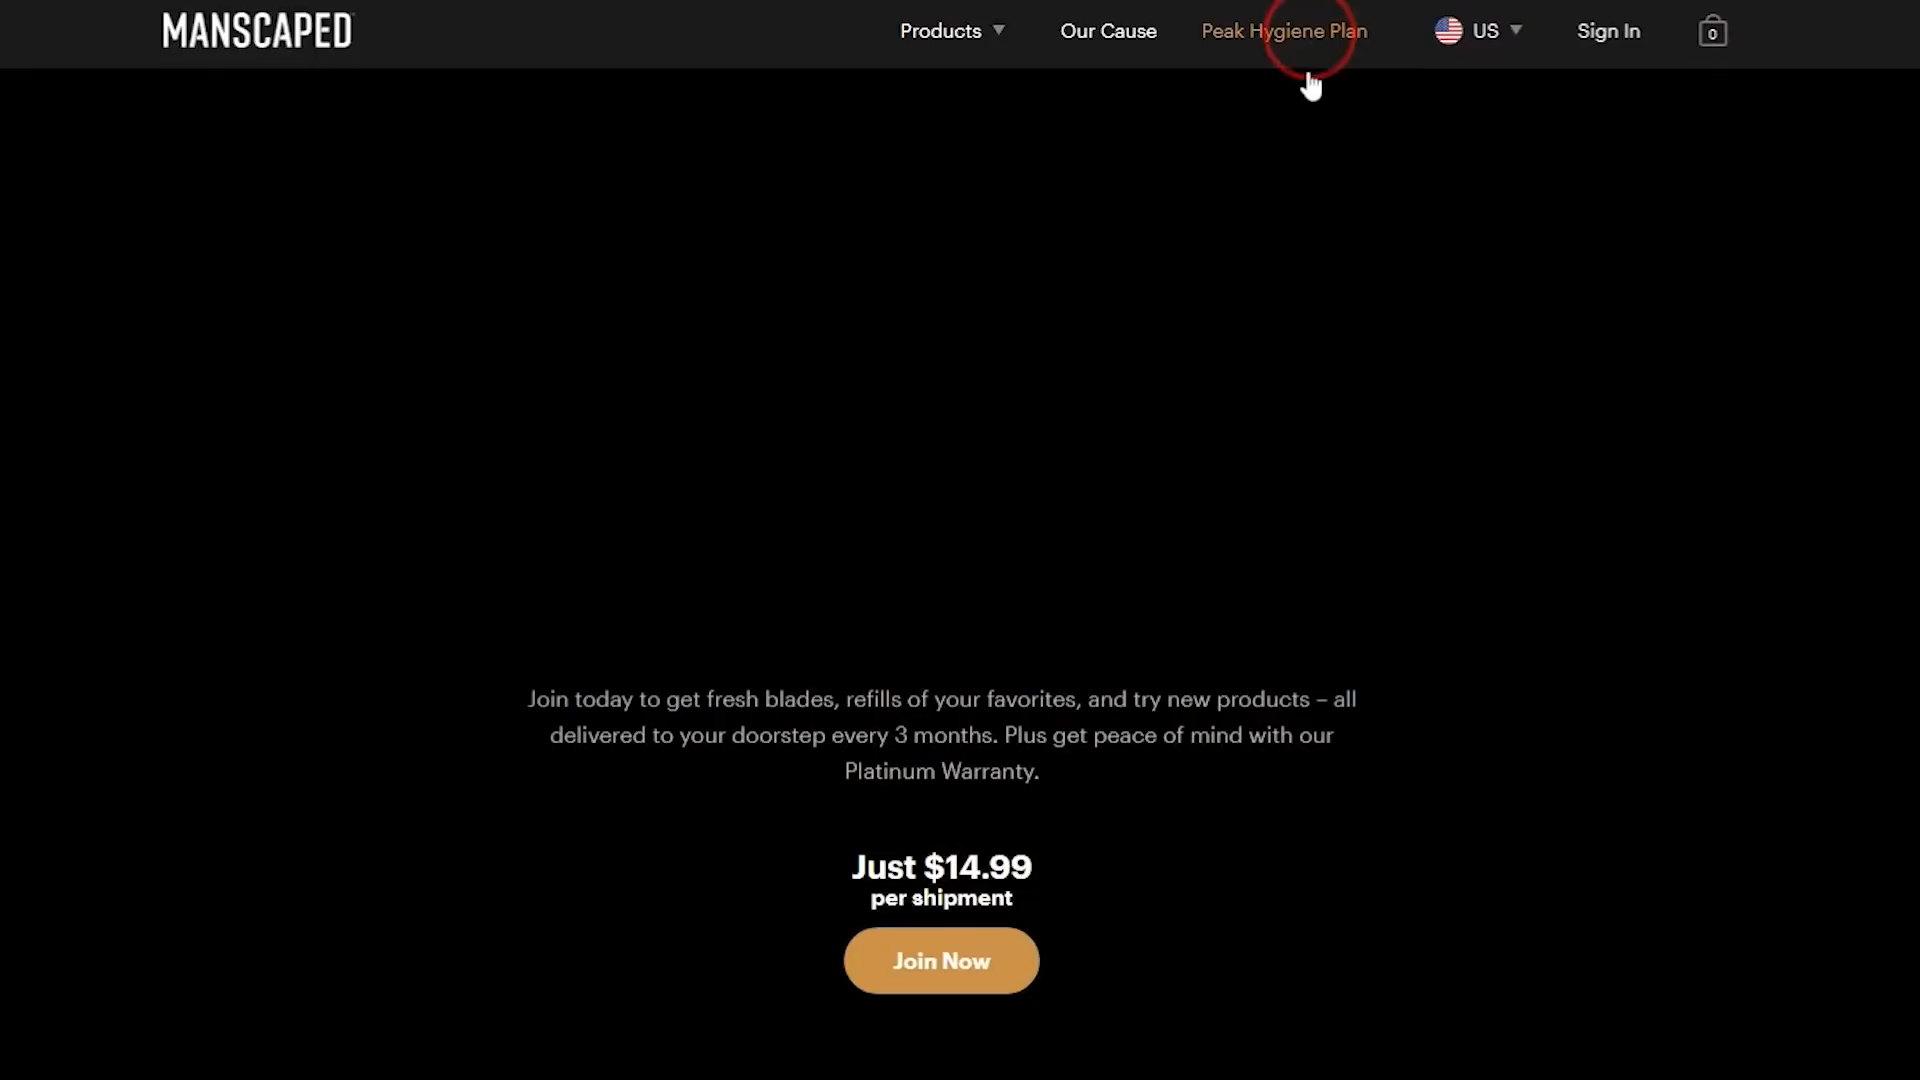 MANSCAPED
Products
Our Cause
Peak Hygiene Plan
US
Sign In
0
Join today to get fresh blades, refills of your favorites, and try new products – all
delivered to your doorstep every 3 months. Plus get peace of mind with our
Platinum Warranty.
Just $14.99
per shipment
Join Now